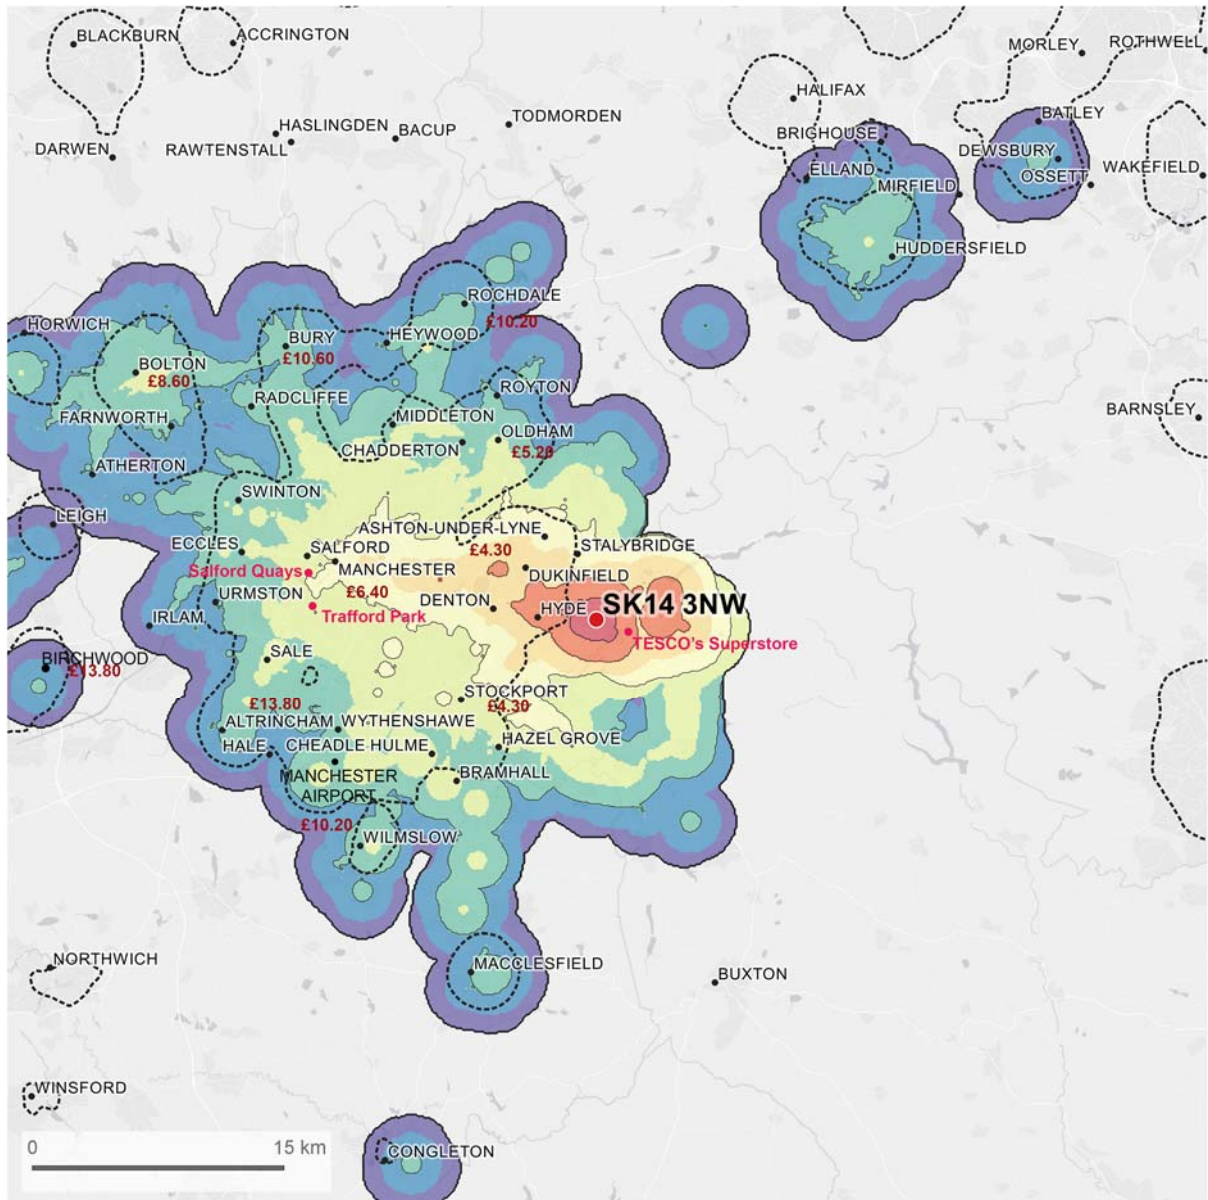 BLACKBURN
ACCRINGTON
MORLEY
ROTHWELL
HALIFAX
TODMORDEN
BATLEY
HASLINGDEN
BACUP
BRIGHOUSE
DARWEN
RAWTENSTALL
DEWSBURY
WAKEFIELD
ELLAND
OSSETT
MIRFIELD
HUDDERSFIELD
ROCHDALE
£10.20
HORWICH
BURY
HEYWOOD
£10.60
BOLTON
£8.60
ROYTON
RADCLIFFE
BARNSLEY
FARNWORTH
MIDDLETON
OLDHAM
CHADDERTON
£5.20
ATHERTON
SWINTON
LEIGH
ASHTON-UNDER-LYNE
ECCLES
SALFORD
£4.30
STALYBRIDGE
Salford Quays
MANCHESTER
DUKINFIELD
£6.40
URMSTON
DENTON
HYDE
SK14 3NW
IRLAM
Trafford Park
TESCO's Superstore
BIRCHWOOD
£13.80
SALE
STOCKPORT
£13.80
£4.30
ALTRINCHAM
WYTHENSHAWE
HALE
CHEADLE HULME
HAZEL GROVE
MANCHESTER
AIRPORT
BRAMHALL
£10.20
WILMSLOW
NORTHWICH
MACCLESFIELD
BUXTON
WINSFORD
0
15 km
CONGLETON